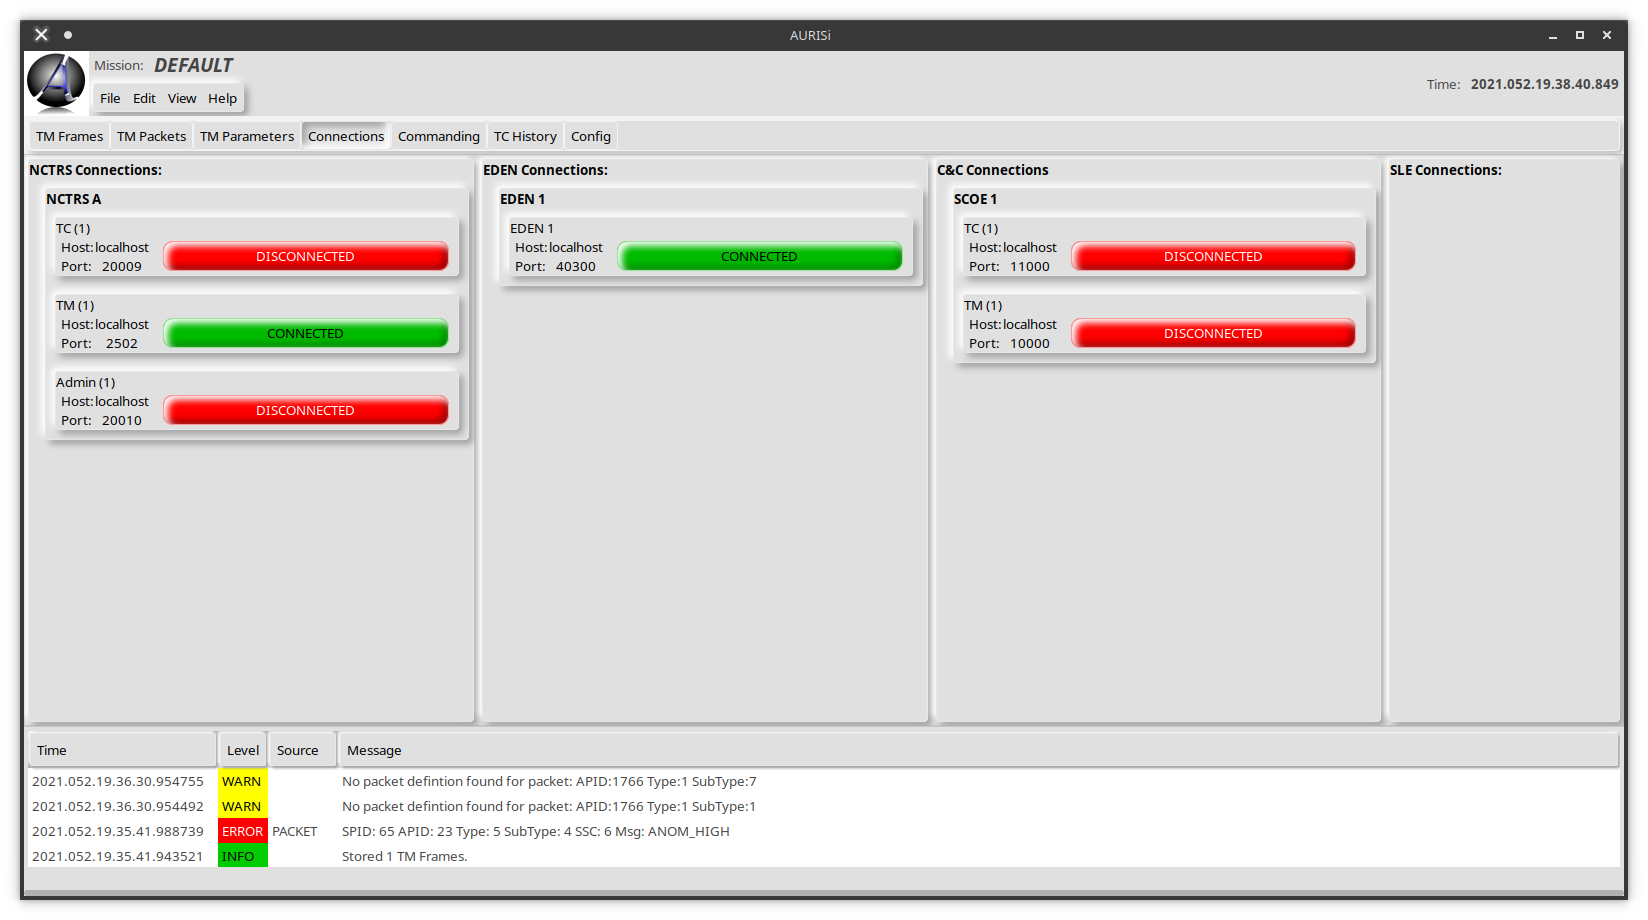 AURISi
Mission: DEFAULT
File Edit View Help
Time: 2021.052.19.38.40.849
TM Frames TM Packets TM Parameters Connections Commanding TC History Config
NCTRS Connections:
NCTRS A
TC (1)
Host: localhost
Port: 20009
DISCONNECTED
TM (1)
Host: localhost
Port: 2502
CONNECTED
Admin (1)
Host: localhost
Port: 20010
DISCONNECTED
EDEN Connections:
EDEN 1
EDEN 1
Host: localhost
Port: 40300
CONNECTED
C&C Connections
SCOE 1
TC (1)
Host: localhost
Port: 11000
DISCONNECTED
TM (1)
Host: localhost
Port: 10000
DISCONNECTED
SLE Connections:
Time Level Source Message
2021.052.19.36.30.954755 WARN No packet defintion found for packet: APID:1766 Type:1 SubType:7
2021.052.19.36.30.954492 WARN No packet defintion found for packet: APID:1766 Type:1 SubType:1
2021.052.19.35.41.988739 ERROR PACKET SPID: 65 APID: 23 Type: 5 SubType: 4 SSC: 6 Msg: ANOM_HIGH
2021.052.19.35.41.943521 INFO Stored 1 TM Frames.